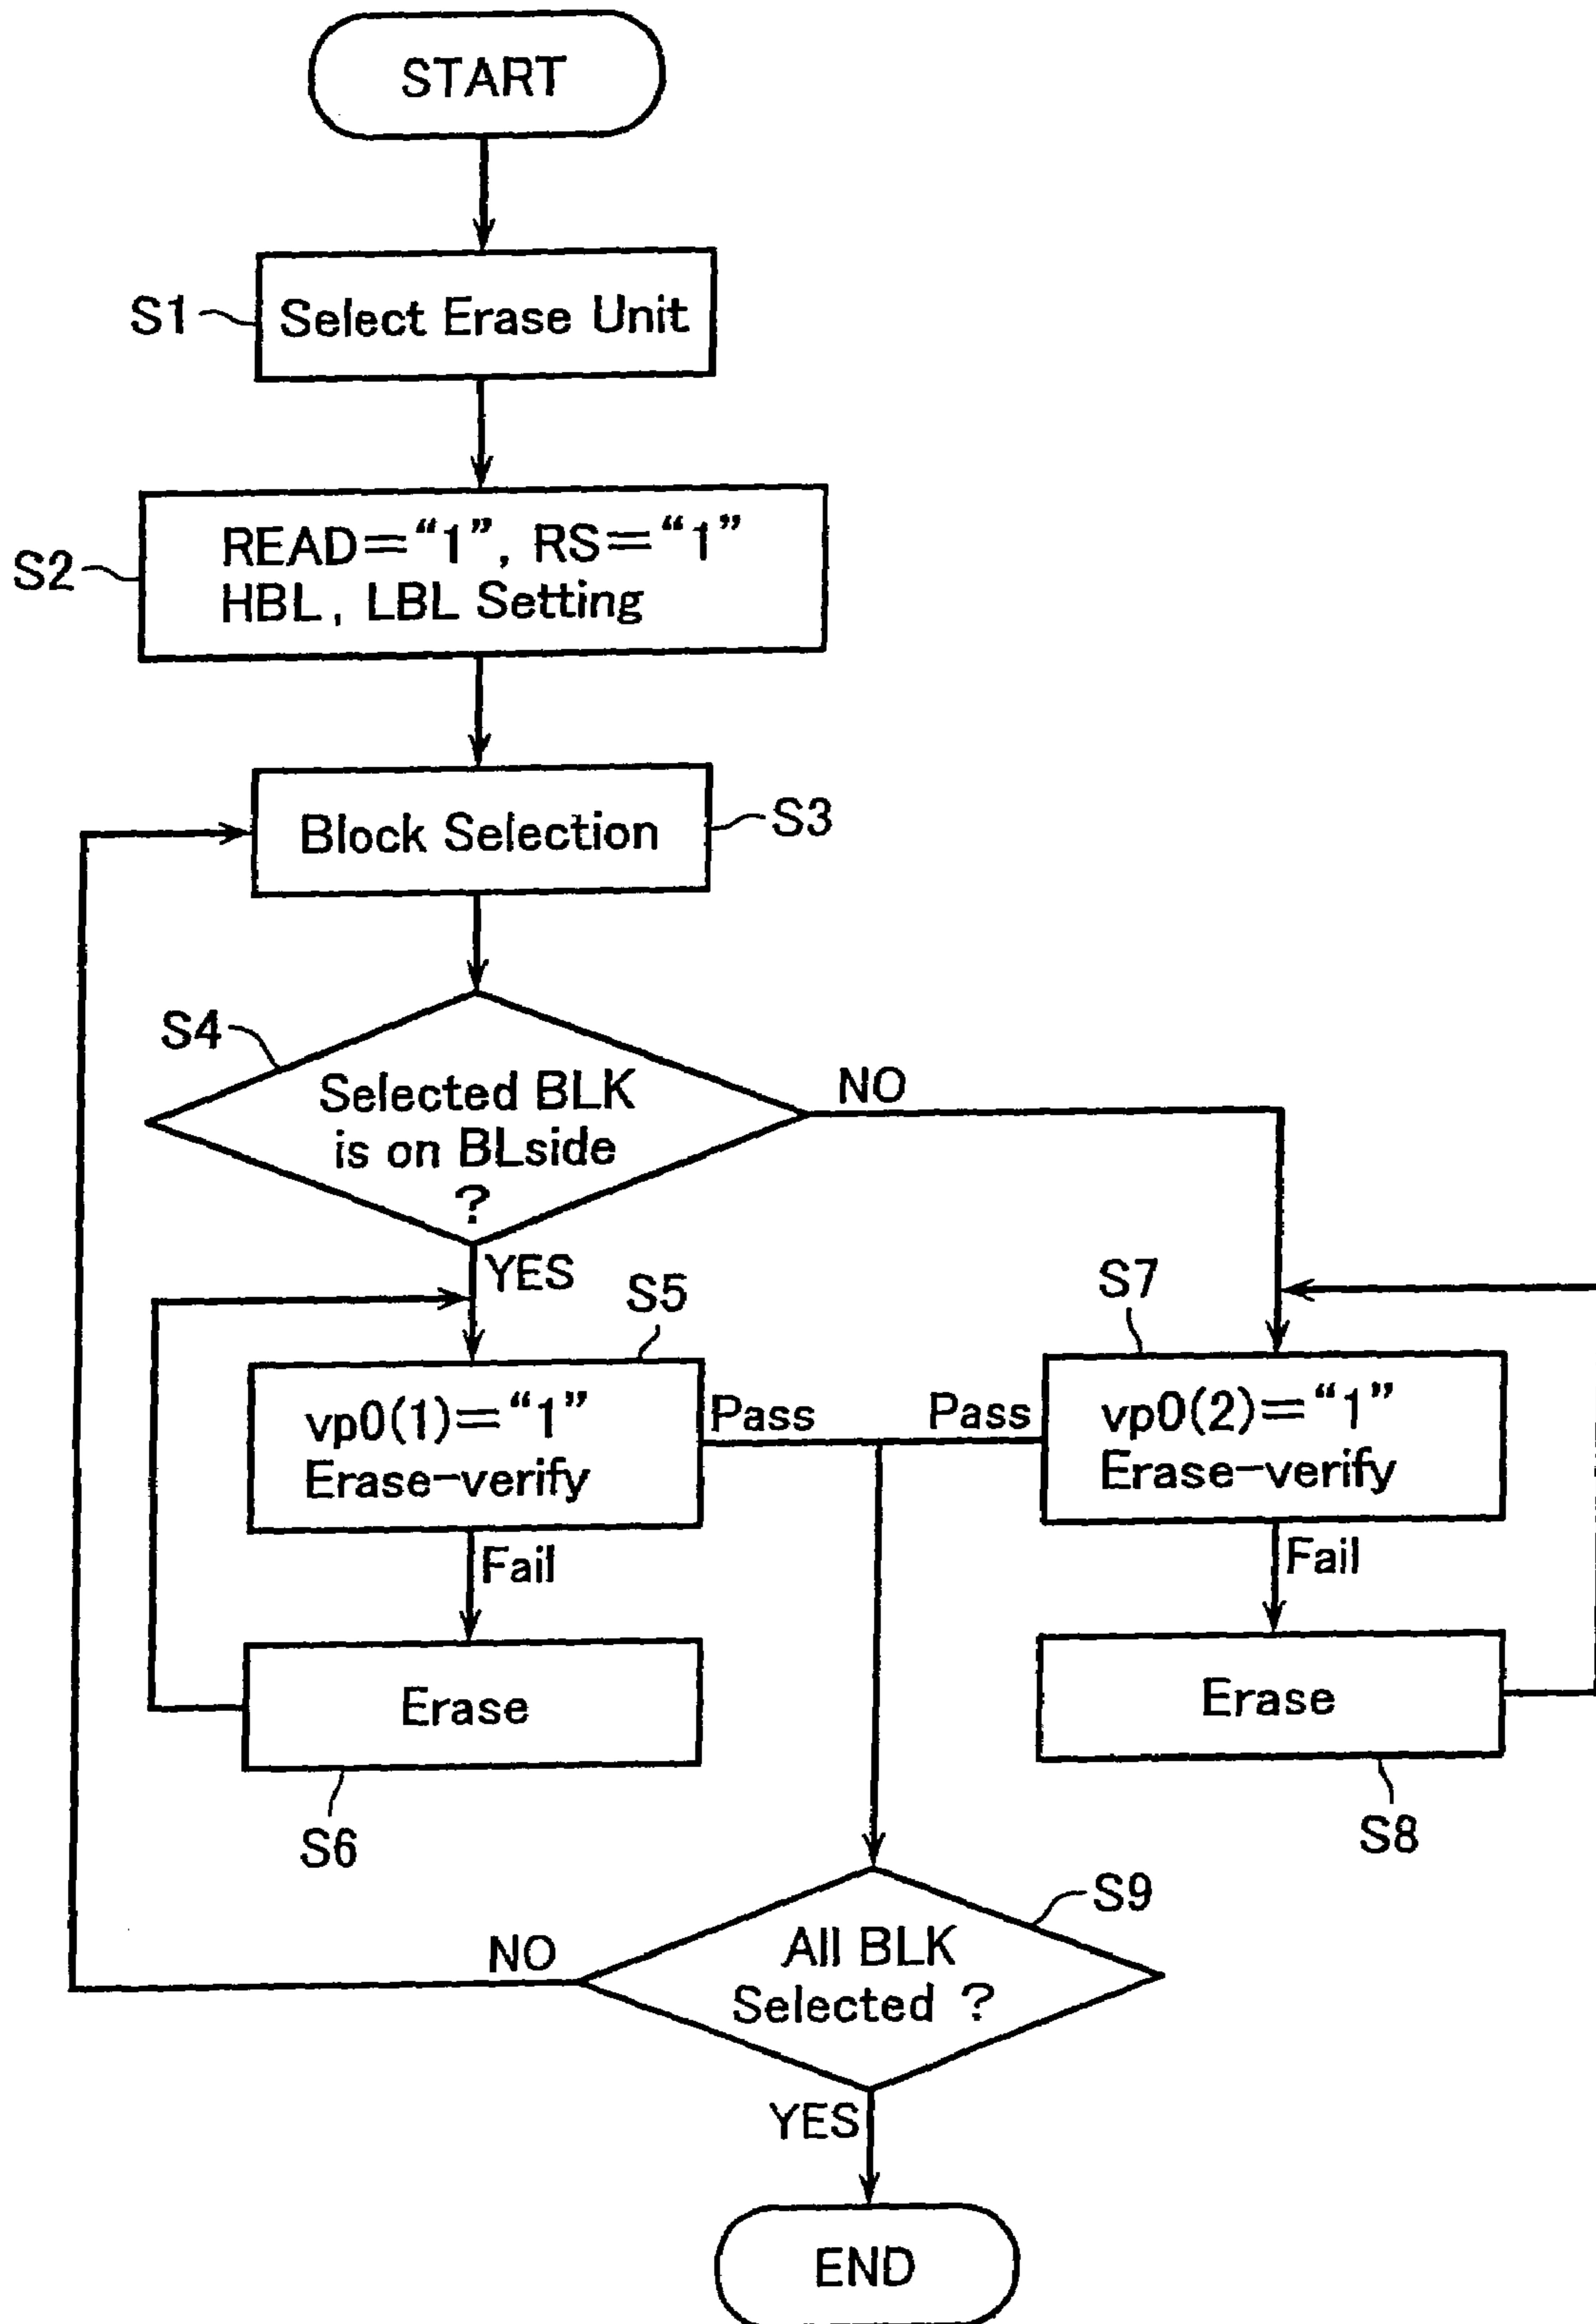 START
S1
Select Erase Unit
S2
READ=“1”, RS=“1”
HBL, LBL Setting
Block Selection
S3
S4
Selected BLK
is on BLside
?
NO
YES
S5
S7
vp0(1)=“1”
Erase-verify
Pass
Pass
vp0(2)=“1”
Erase-verify
Fail
Fail
Erase
Erase
S6
S8
S9
All BLK
Selected ?
NO
YES
END